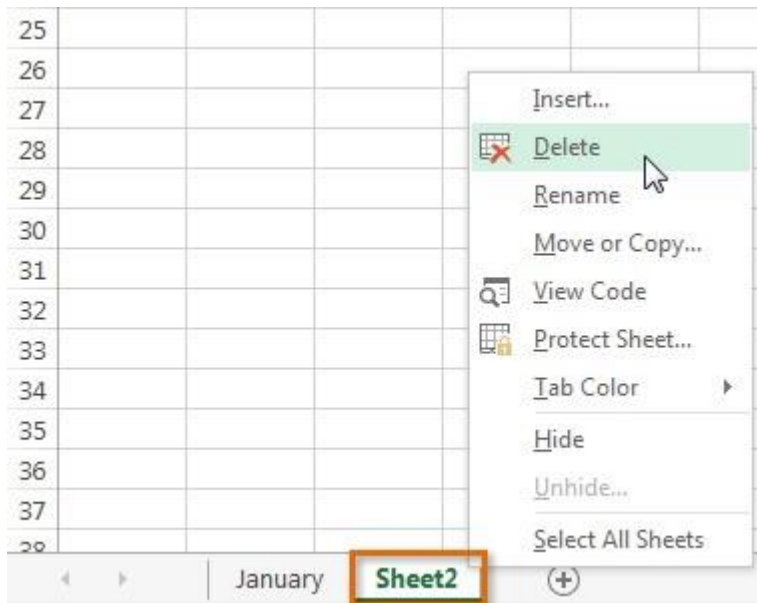 25
26
27
28
29
30
31
32
33
34
35
36
37
Insert...
Delete
Rename
Move or Copy...
View Code
Protect Sheet...
Tab Color
Hide
Unhide...
Select All Sheets
January Sheet2